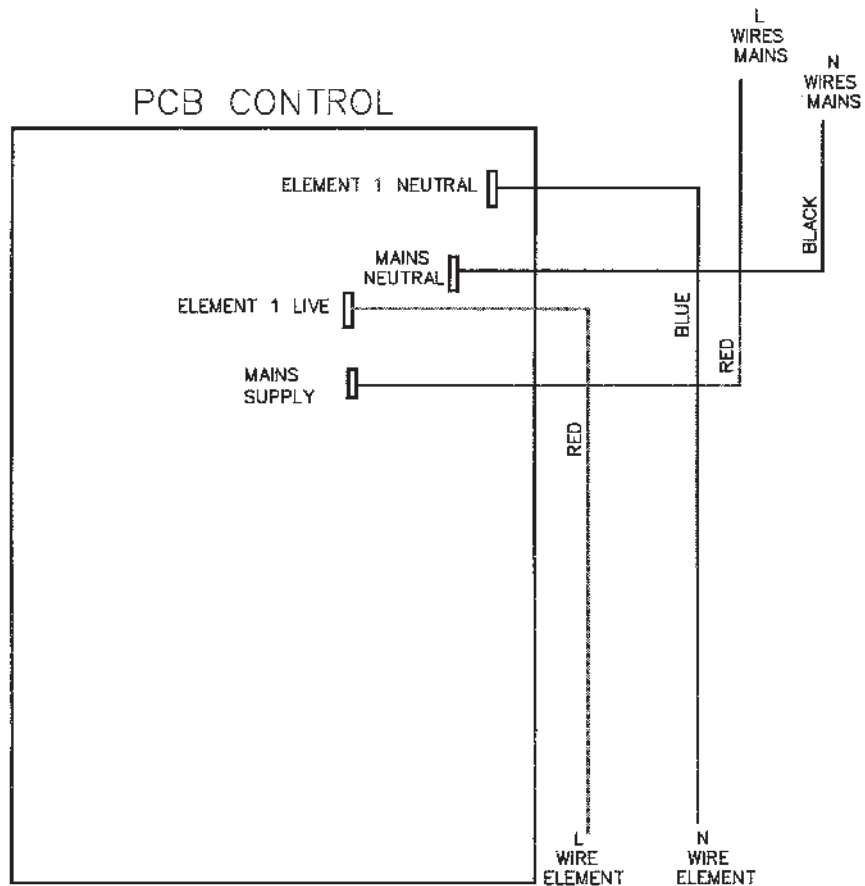 L
WIRES
MAINS
N
WIRES
MAINS
PCB CONTROL
ELEMENT 1 NEUTRAL
BLACK
MAINS
NEUTRAL
ELEMENT 1 LIVE
BLUE
RED
MAINS
SUPPLY
RED
L
WIRE
ELEMENT
N
WIRE
ELEMENT